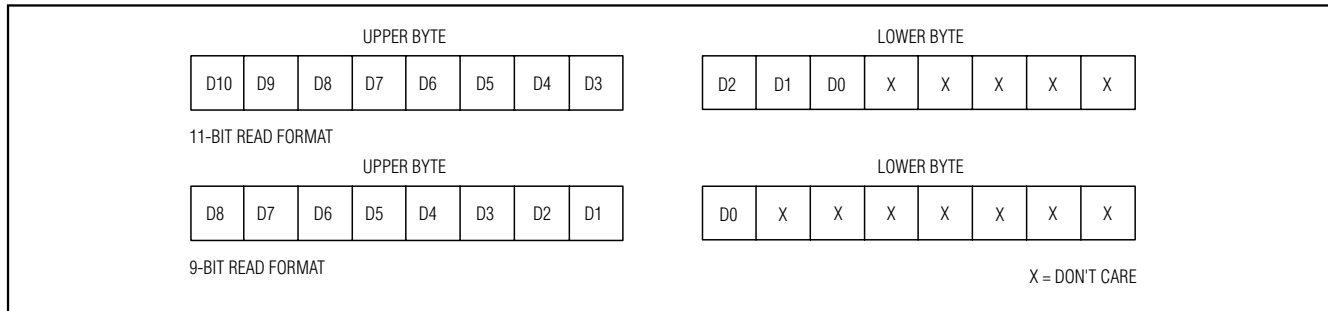 UPPER BYTE LOWER BYTE
D10 D9 D8 D7 D6 D5 D4 D3 D2 D1 D0 X X X X X
11-BIT READ FORMAT
UPPER BYTE LOWER BYTE
D8 D7 D6 D5 D4 D3 D2 D1 D0 X X X X X X X
9-BIT READ FORMAT X = DON'T CARE